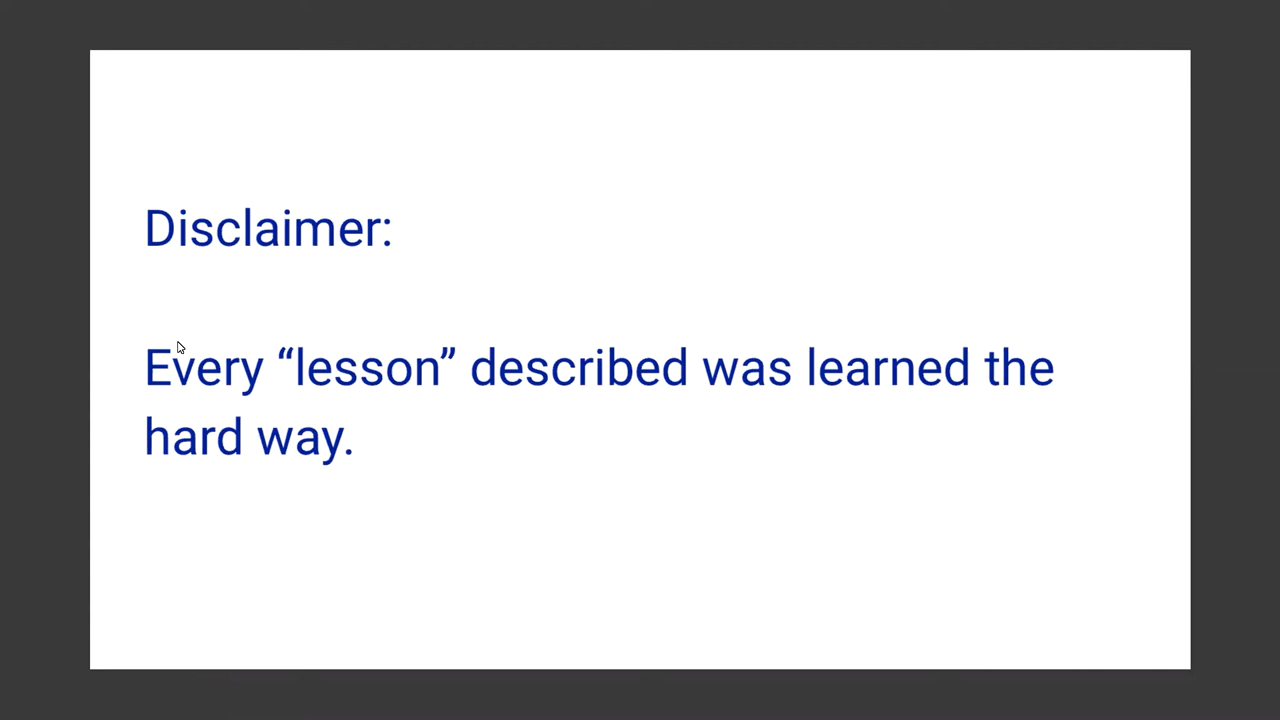 Disclaimer:
Every “lesson” described was learned the
hard way.